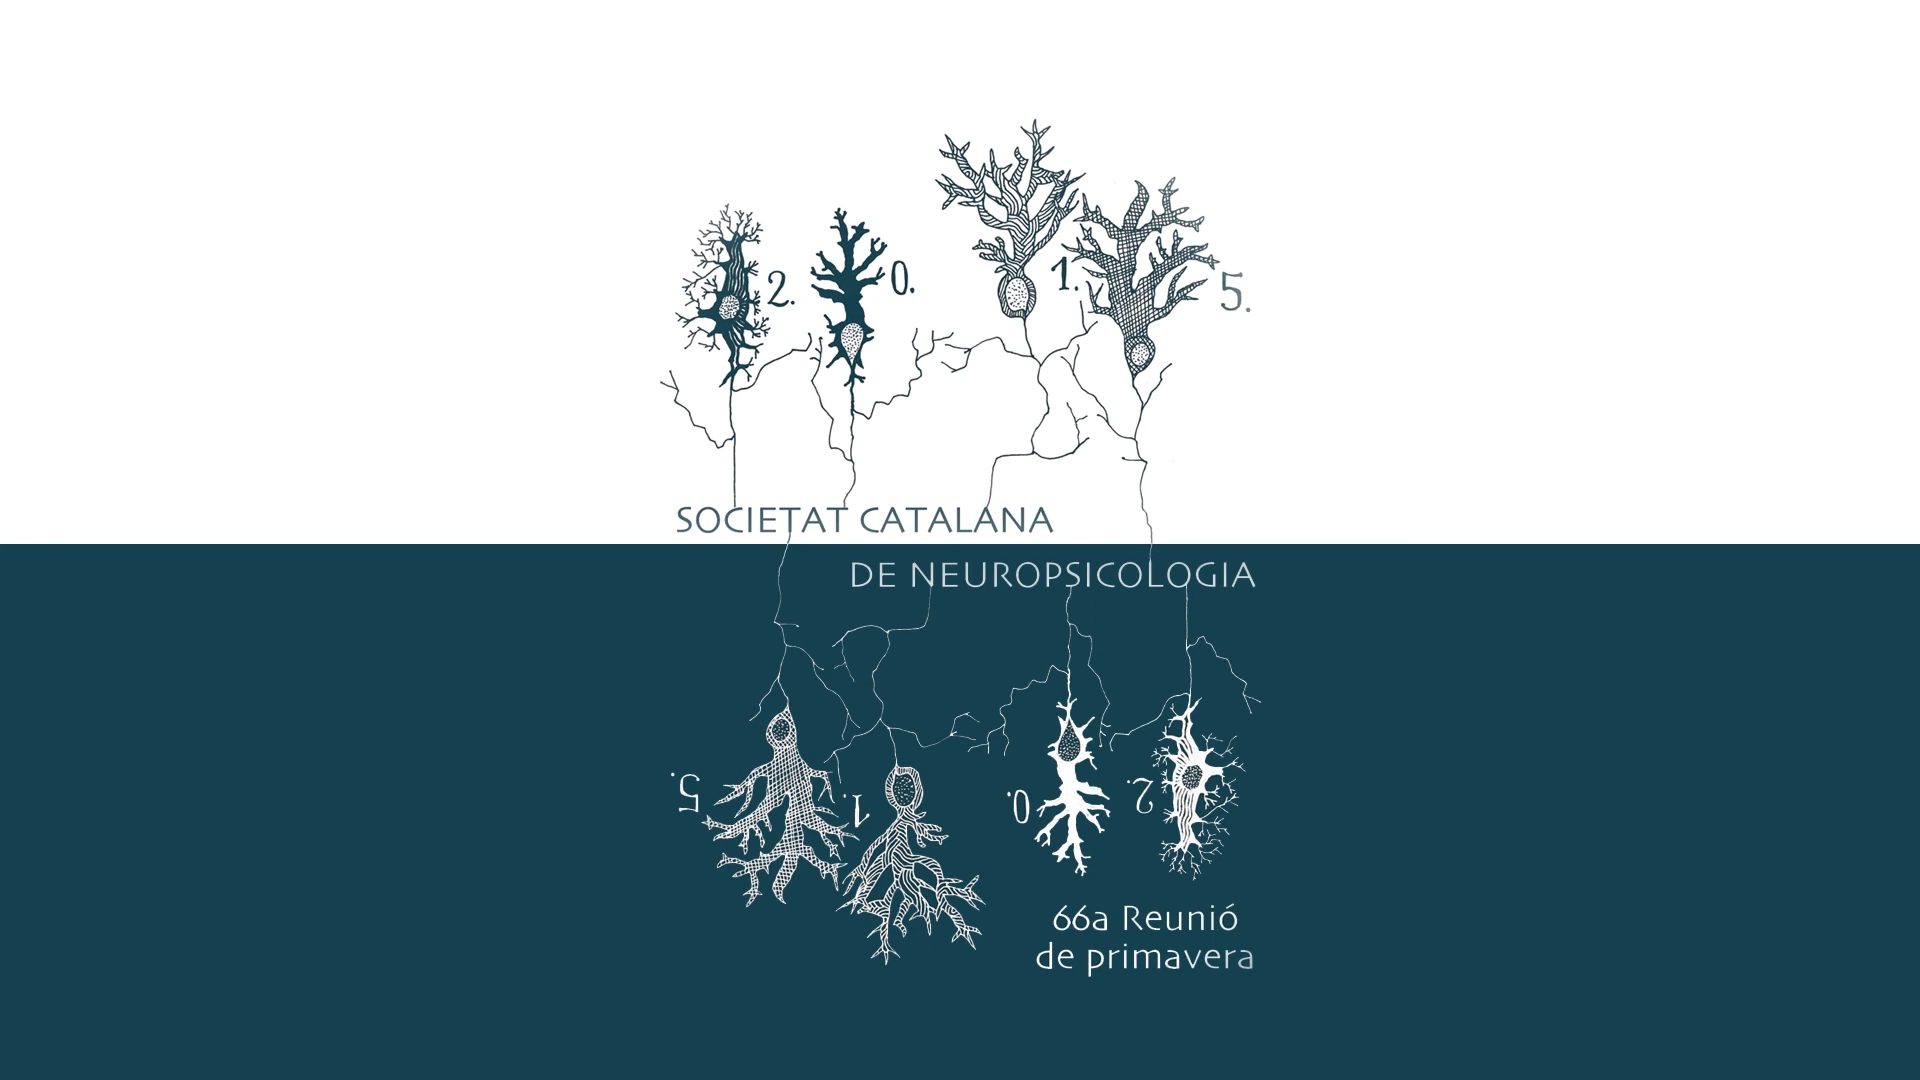 2. 0. 1. 5.
SOCIETAT CATALANA
DE NEUROPSICOLOGIA
2. 0. 1. 5.
66a Reunió
de primavera